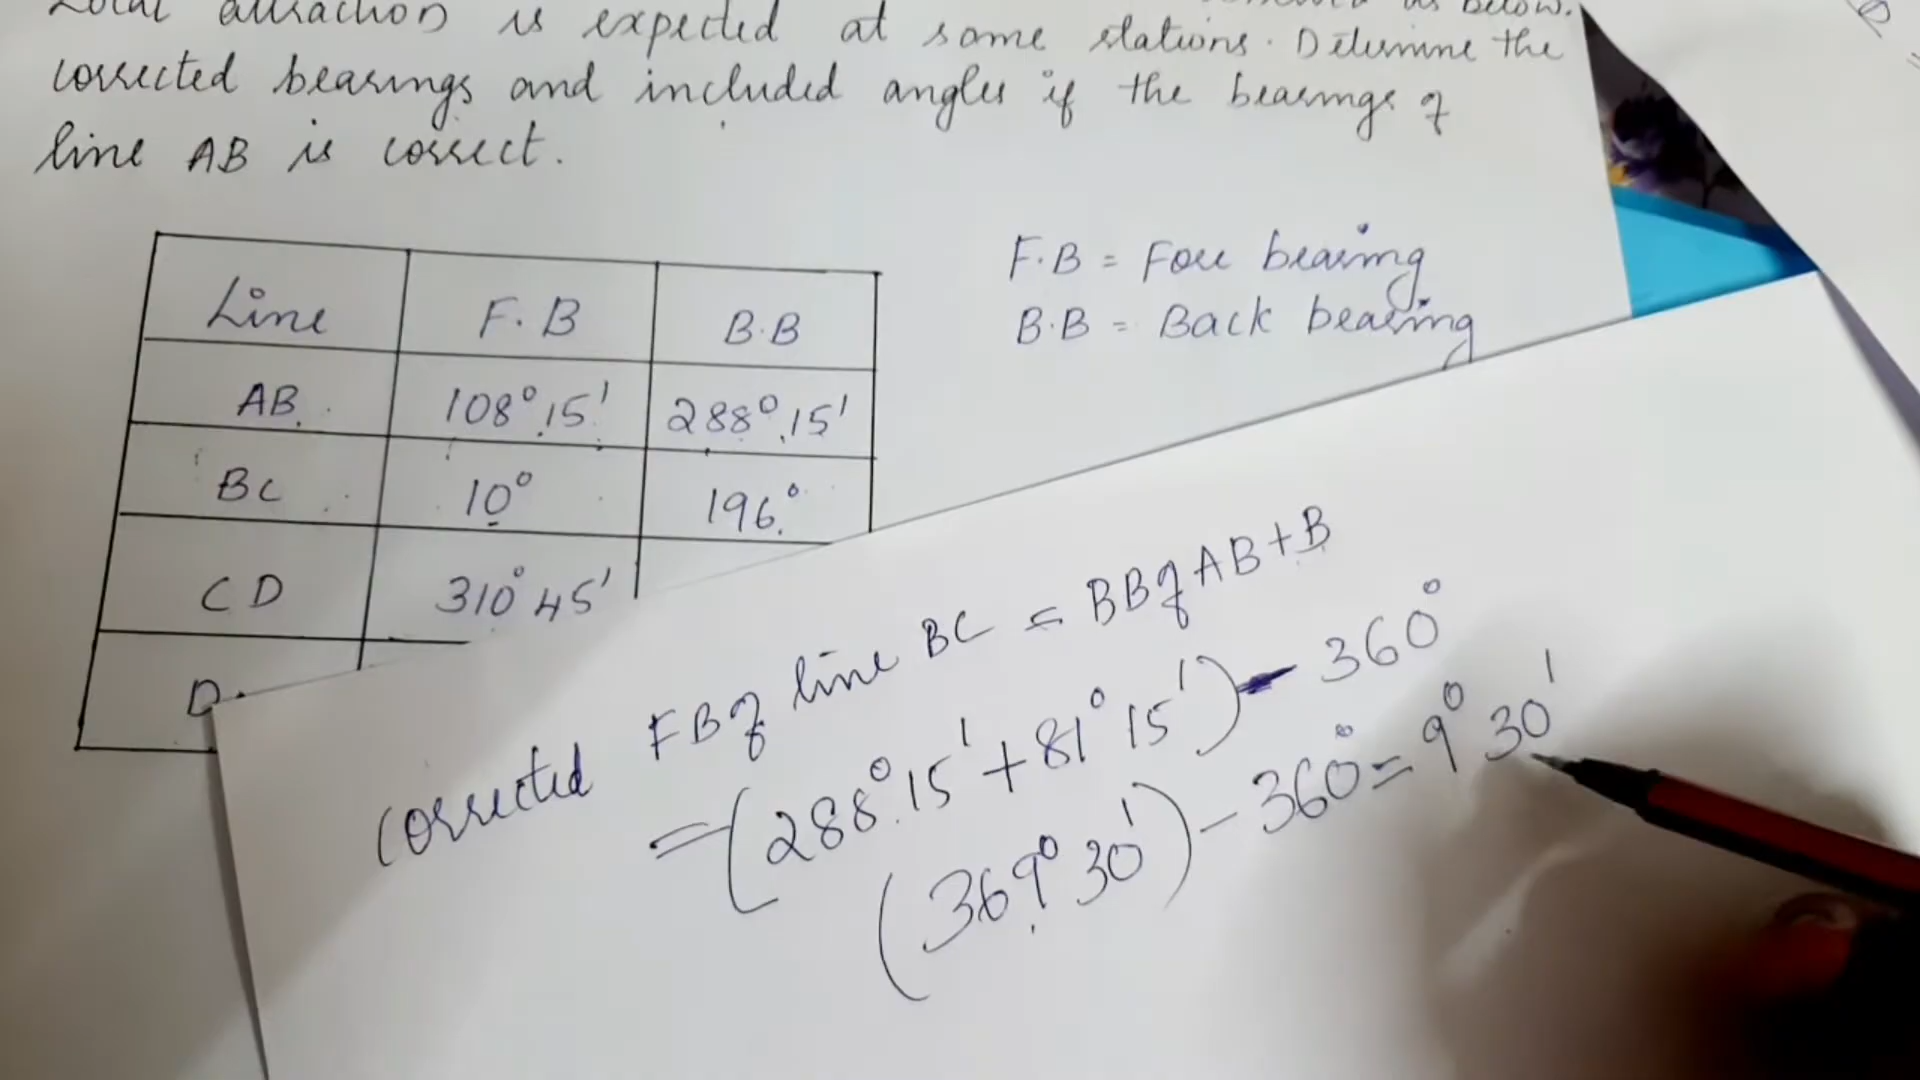 Local attraction is expected at some stations. Determine the
corrected bearings and included angles if the bearings of
line AB is correct.
F.B = Fore bearing
B.B = Back bearing
Line F.B B.B
AB 108° 15' 288° 15'
BC 10° 196°
CD 310° 45'
D
corrected FB of line BC = BB of AB + B
= (288° 15' + 81° 15') - 360°
(369° 30') - 360° = 9° 30'